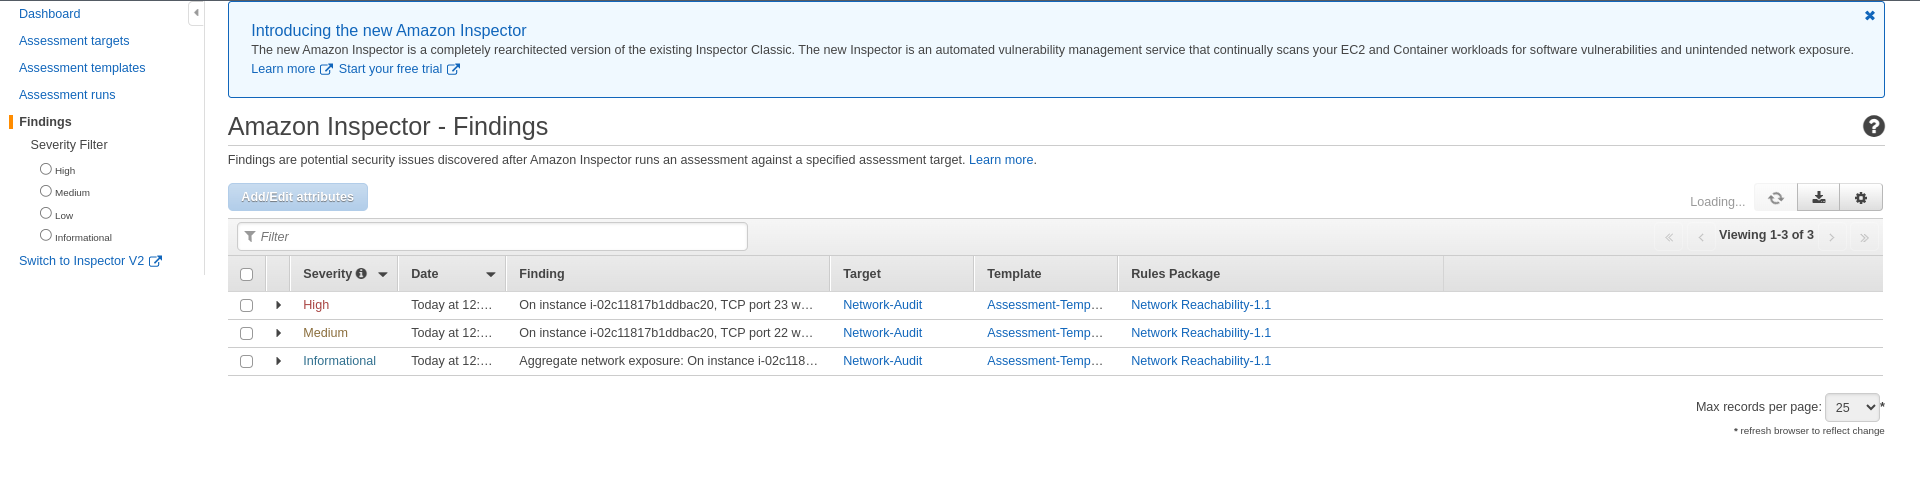 Dashboard
Assessment targets
Assessment templates
Assessment runs
Findings
Severity Filter
High
Medium
Low
Informational
Switch to Inspector V2
Introducing the new Amazon Inspector
The new Amazon Inspector is a completely rearchitected version of the existing Inspector Classic. The new Inspector is an automated vulnerability management service that continually scans your EC2 and Container workloads for software vulnerabilities and unintended network exposure.
Learn more Start your free trial
Amazon Inspector - Findings
Findings are potential security issues discovered after Amazon Inspector runs an assessment against a specified assessment target. Learn more.
Add/Edit attributes Loading...
Filter Viewing 1-3 of 3
Severity Date Finding Target Template Rules Package
High Today at 12:… On instance i-02c11817b1ddbac20, TCP port 23 w… Network-Audit Assessment-Temp… Network Reachability-1.1
Medium Today at 12:… On instance i-02c11817b1ddbac20, TCP port 22 w… Network-Audit Assessment-Temp… Network Reachability-1.1
Informational Today at 12:… Aggregate network exposure: On instance i-02c118… Network-Audit Assessment-Temp… Network Reachability-1.1
Max records per page: 25 *
* refresh browser to reflect change